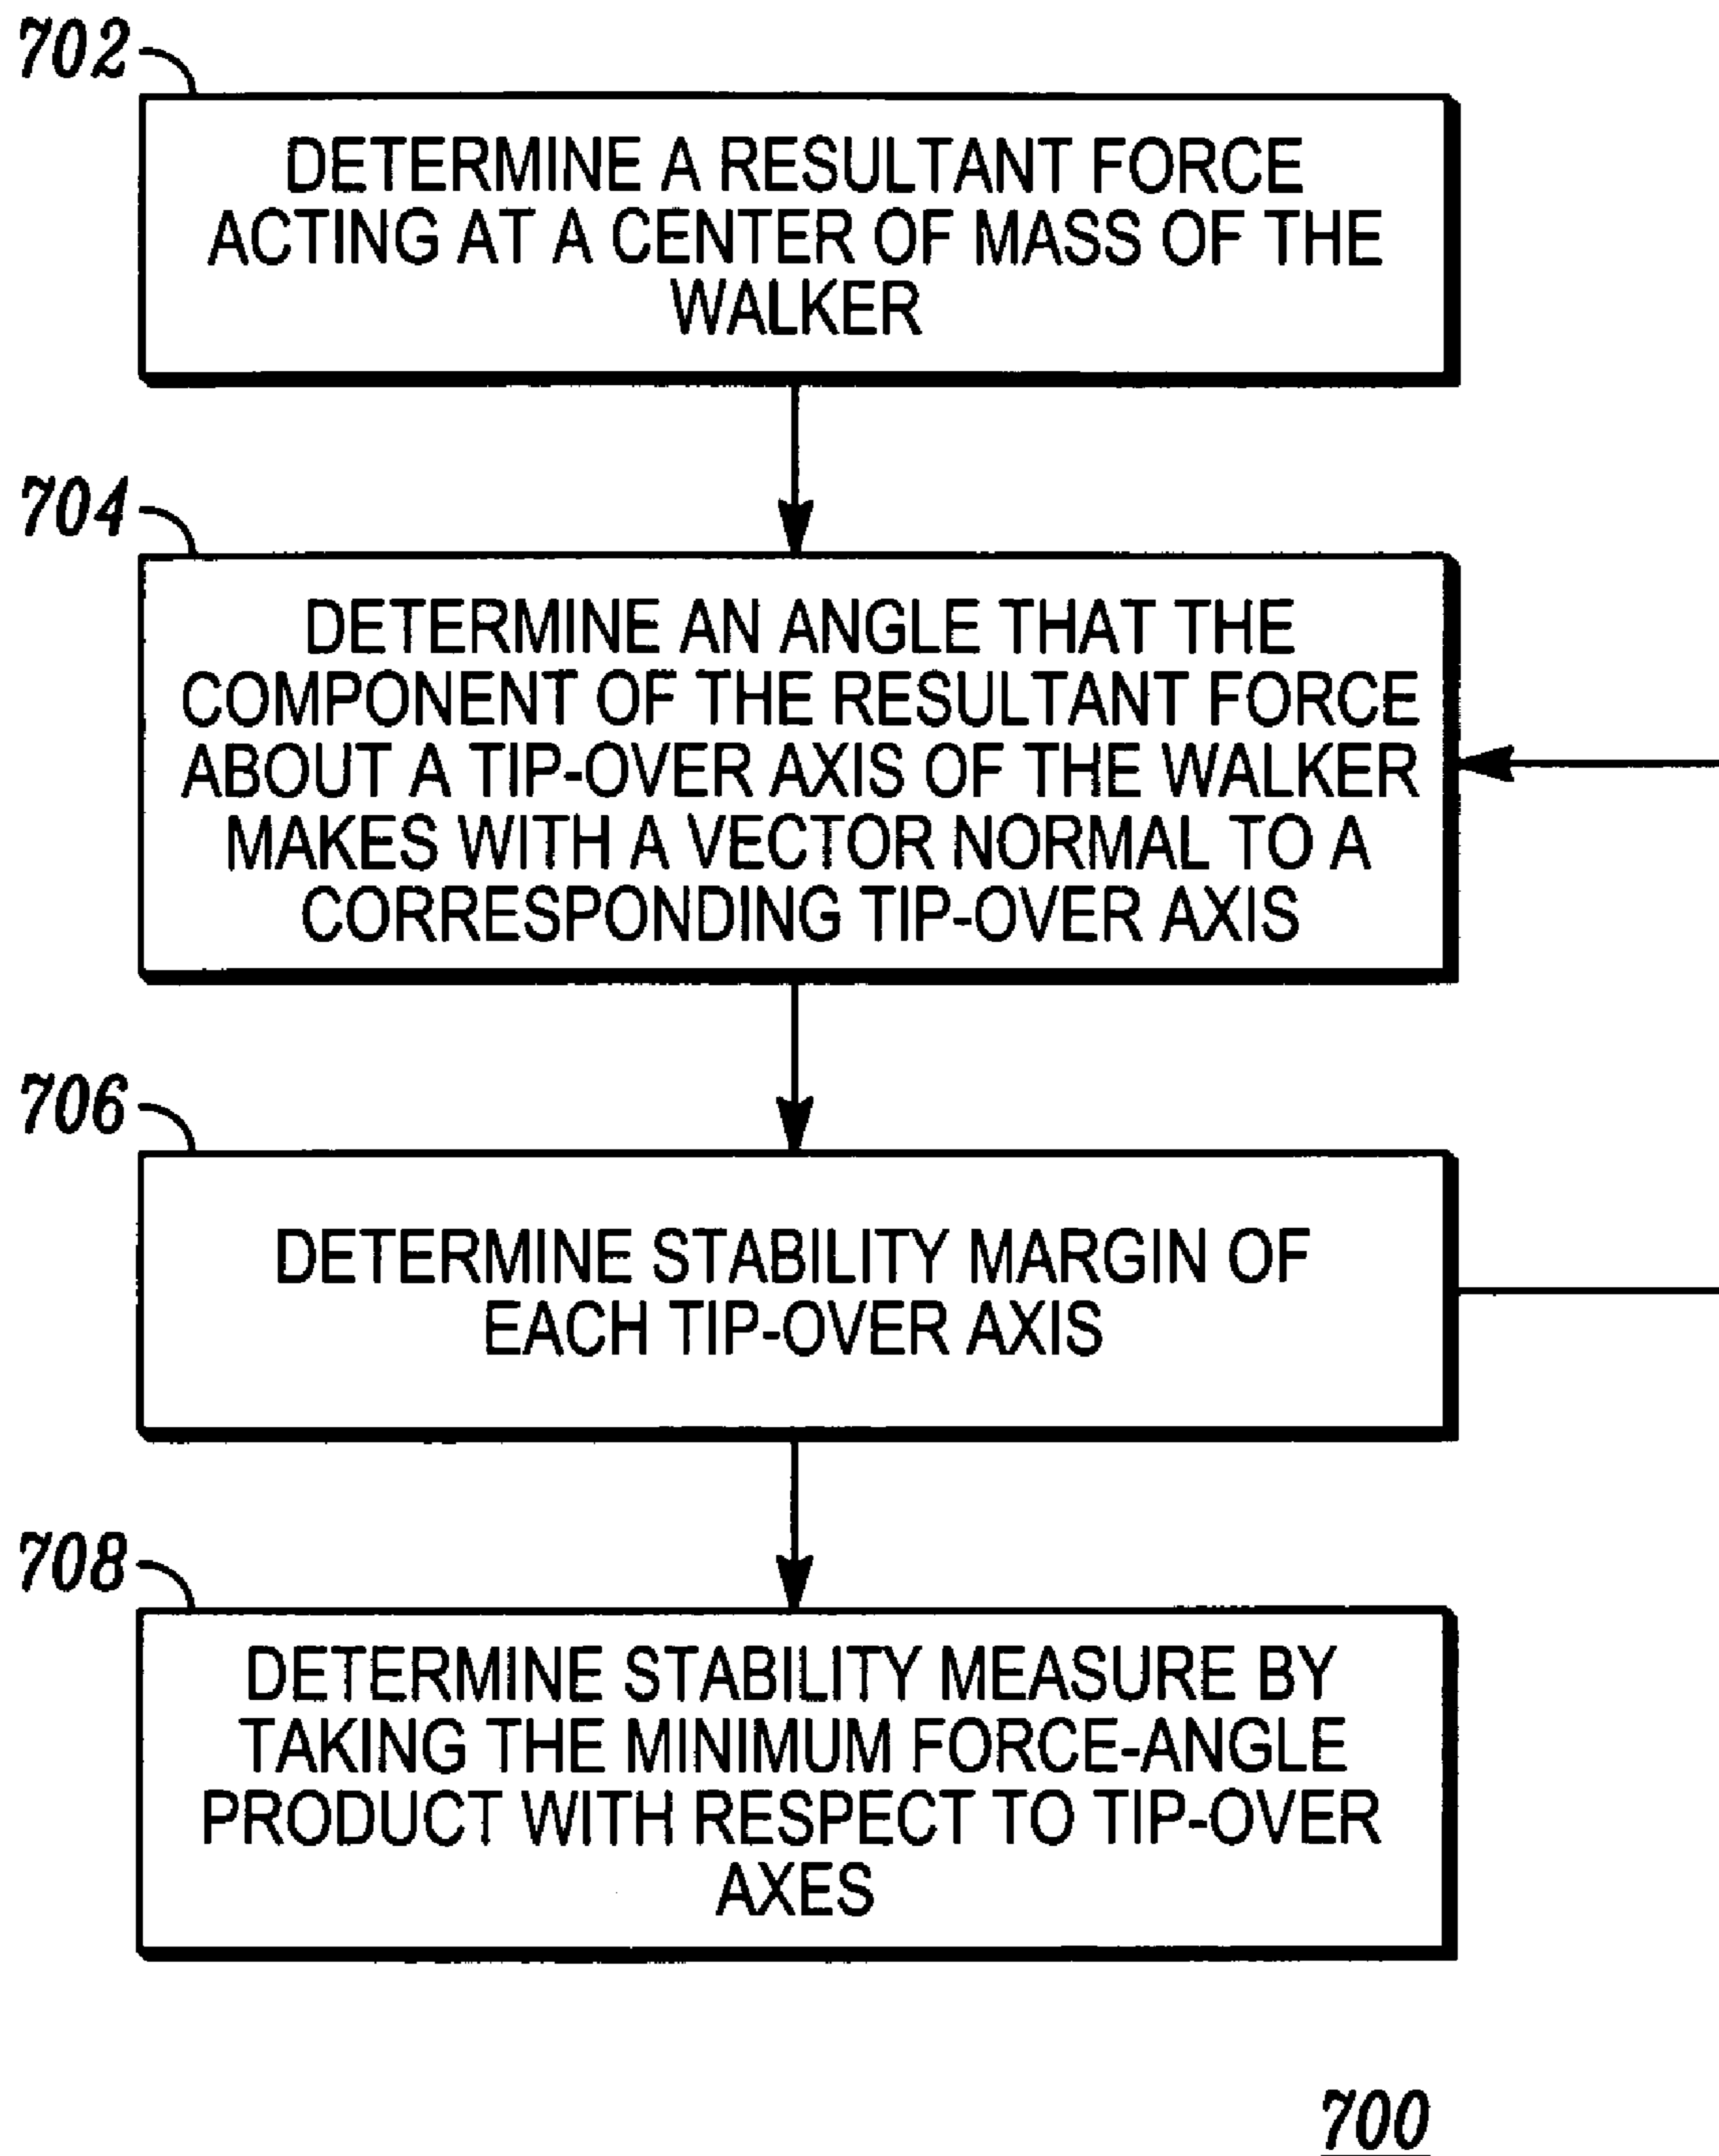 702
DETERMINE A RESULTANT FORCE
ACTING AT A CENTER OF MASS OF THE
WALKER
704
DETERMINE AN ANGLE THAT THE
COMPONENT OF THE RESULTANT FORCE
ABOUT A TIP-OVER AXIS OF THE WALKER
MAKES WITH A VECTOR NORMAL TO A
CORRESPONDING TIP-OVER AXIS
706
DETERMINE STABILITY MARGIN OF
EACH TIP-OVER AXIS
708
DETERMINE STABILITY MEASURE BY
TAKING THE MINIMUM FORCE-ANGLE
PRODUCT WITH RESPECT TO TIP-OVER
AXES
700